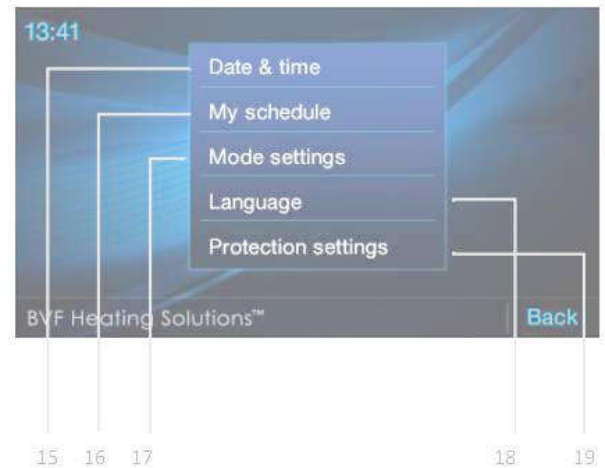 13:41
Date & time
My schedule
Mode settings
Language
Protection settings
BVF Heating Solutions™
Back
15 16 17 18 19